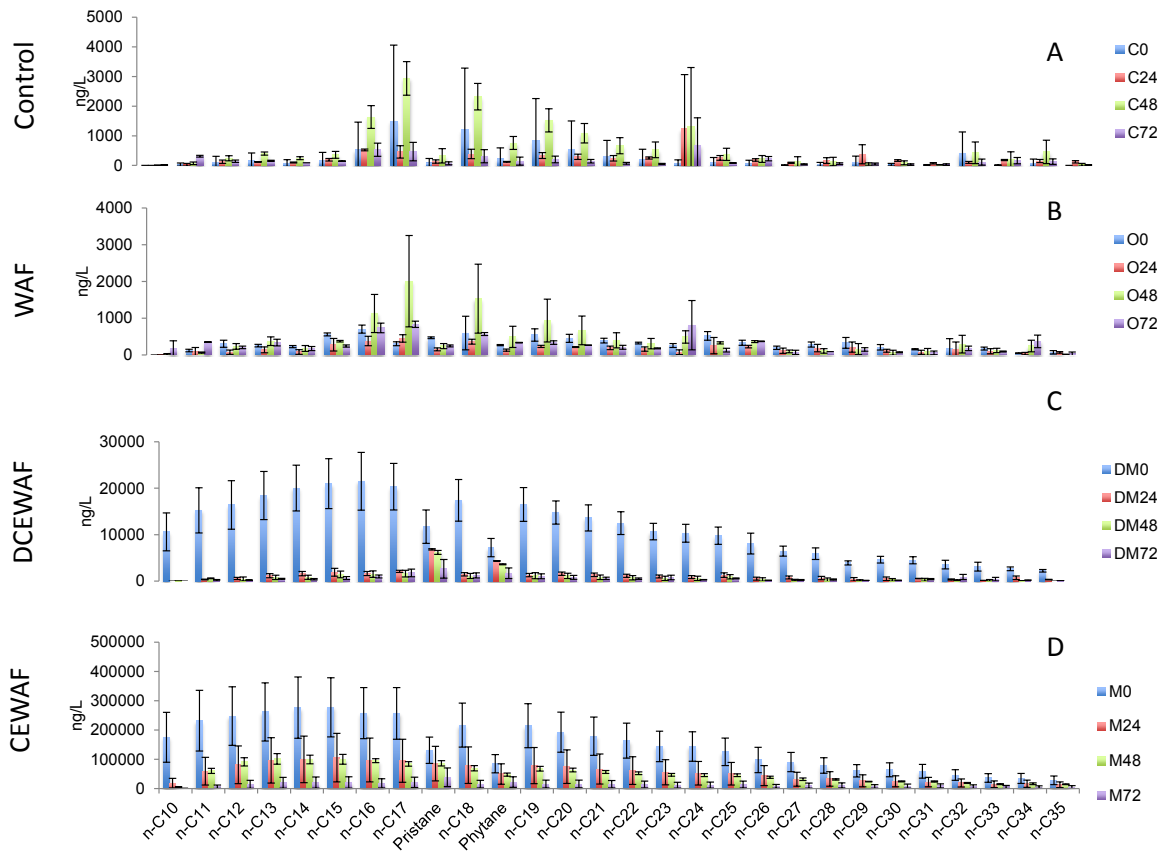 Control
A
5000
4000
3000
2000
1000
0
ng/L
C0
C24
C48
C72
WAF
B
4000
3000
2000
1000
0
ng/L
O0
O24
O48
O72
DCEWAF
C
30000
20000
10000
0
ng/L
DM0
DM24
DM48
DM72
CEWAF
D
500000
400000
300000
200000
100000
0
ng/L
M0
M24
M48
M72
n-C10
n-C11
n-C12
n-C13
n-C14
n-C15
n-C16
n-C17
Pristane
n-C18
Phytane
n-C19
n-C20
n-C21
n-C22
n-C23
n-C24
n-C25
n-C26
n-C27
n-C28
n-C29
n-C30
n-C31
n-C32
n-C33
n-C34
n-C35